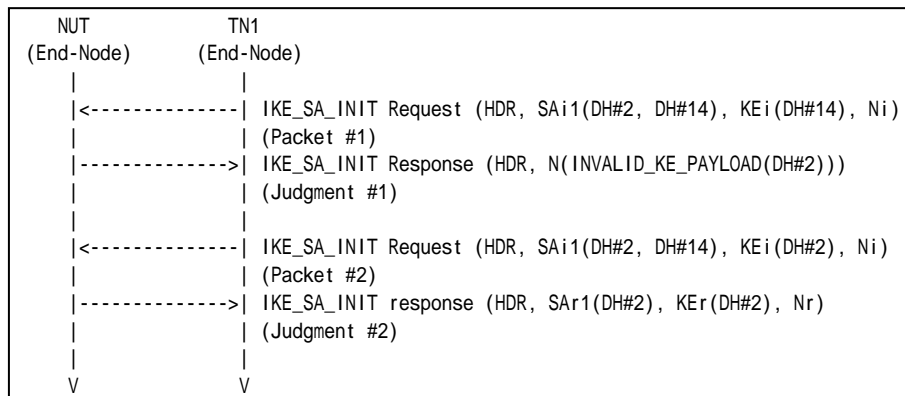 NUT TN1
(End-Node) (End-Node)
| |
|<--------------| IKE_SA_INIT Request (HDR, SAi1(DH#2, DH#14), KEi(DH#14), Ni)
| | (Packet #1)
|-------------->| IKE_SA_INIT Response (HDR, N(INVALID_KE_PAYLOAD(DH#2)))
| | (Judgment #1)
| |
|<--------------| IKE_SA_INIT Request (HDR, SAi1(DH#2, DH#14), KEi(DH#2), Ni)
| | (Packet #2)
|-------------->| IKE_SA_INIT response (HDR, SAr1(DH#2), KEr(DH#2), Nr)
| | (Judgment #2)
| |
V V